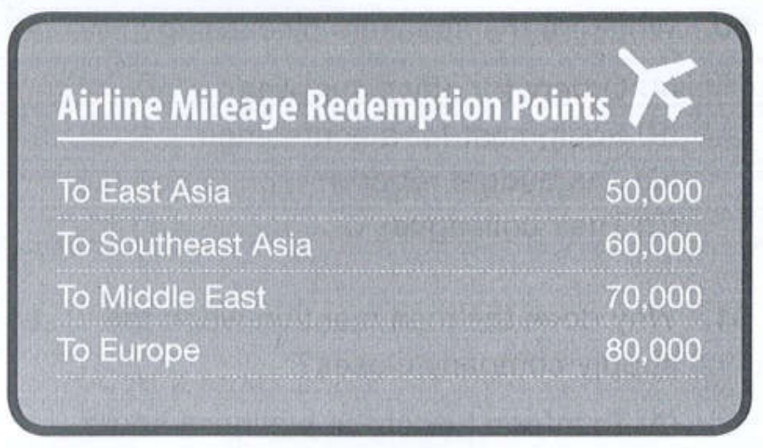 Airline Mileage Redemption Points
To East Asia 50,000
To Southeast Asia 60,000
To Middle East 70,000
To Europe 80,000